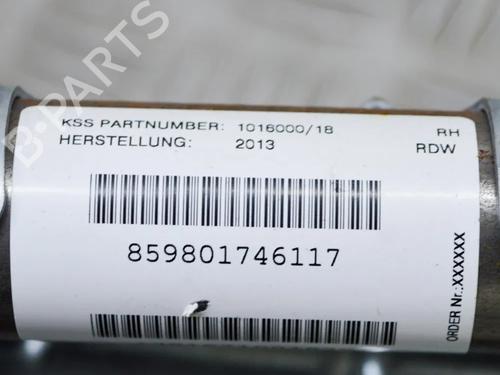 KSS PARTNUMBER: 1016000/18 RH
HERSTELLUNG: 2013 RDW
859801746117
ORDER Nr.:XXXXXX
B-PARTS